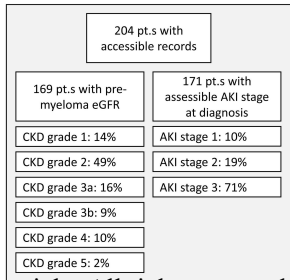 204 pt.s with
accessible records
169 pt.s with pre-
myeloma eGFR
CKD grade 1: 14%
CKD grade 2: 49%
CKD grade 3a: 16%
CKD grade 3b: 9%
CKD grade 4: 10%
CKD grade 5: 2%
171 pt.s with
assessible AKI stage
at diagnosis
AKI stage 1: 10%
AKI stage 2: 19%
AKI stage 3: 71%